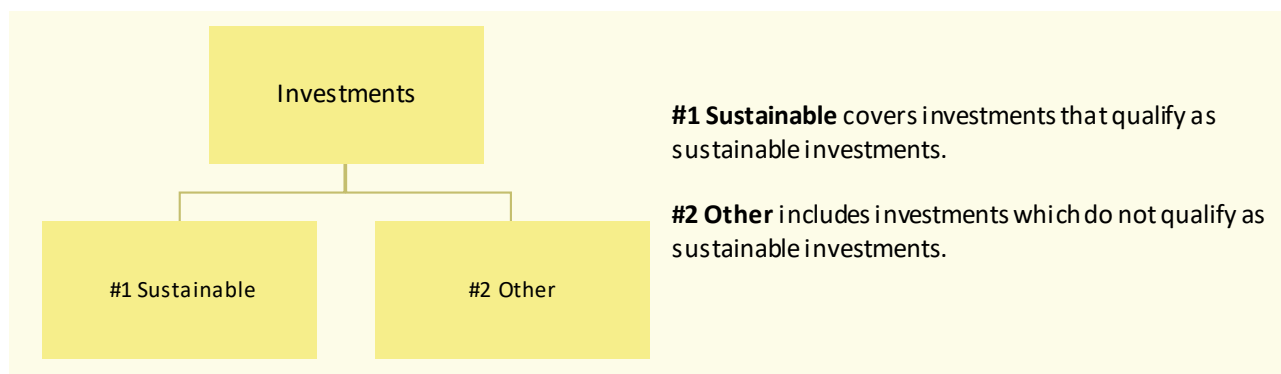 Investments
#1 Sustainable
#2 Other
#1 Sustainable covers investments that qualify as
sustainable investments.
#2 Other includes investments which do not qualify as
sustainable investments.